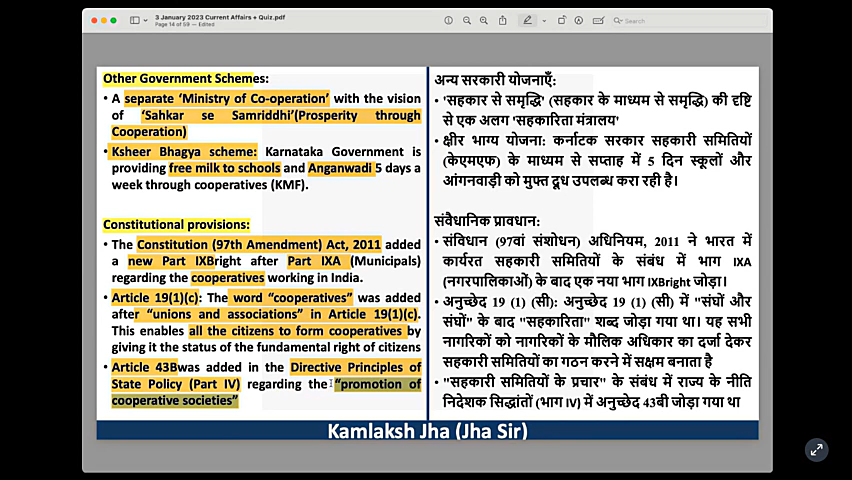 3 January 2023 Current Affairs + Quiz.pdf
Page 14 of 59 — Edited
Search
Other Government Schemes:
• A separate ‘Ministry of Co-operation’ with the vision
of ‘Sahkar se Samriddhi’(Prosperity through
Cooperation)
• Ksheer Bhagya scheme: Karnataka Government is
providing free milk to schools and Anganwadi 5 days a
week through cooperatives (KMF).
Constitutional provisions:
• The Constitution (97th Amendment) Act, 2011 added
a new Part IXBright after Part IXA (Municipals)
regarding the cooperatives working in India.
• Article 19(1)(c): The word “cooperatives” was added
after “unions and associations” in Article 19(1)(c).
This enables all the citizens to form cooperatives by
giving it the status of the fundamental right of citizens
• Article 43Bwas added in the Directive Principles of
State Policy (Part IV) regarding the “promotion of
cooperative societies”
अन्य सरकारी योजनाएँ:
• 'सहकार से समृद्धि' (सहकार के माध्यम से समृद्धि) की दृष्टि
से एक अलग 'सहकारिता मंत्रालय'
• क्षीर भाग्य योजना: कर्नाटक सरकार सहकारी समितियों
(केएमएफ) के माध्यम से सप्ताह में 5 दिन स्कूलों और
आंगनवाड़ी को मुफ्त दूध उपलब्ध करा रही है।
संवैधानिक प्रावधान:
• संविधान (97वां संशोधन) अधिनियम, 2011 ने भारत में
कार्यरत सहकारी समितियों के संबंध में भाग IXA
(नगरपालिकाओं) के बाद एक नया भाग IXBright जोड़ा।
• अनुच्छेद 19 (1) (सी): अनुच्छेद 19 (1) (सी) में "संघों और
संघों" के बाद "सहकारिता" शब्द जोड़ा गया था। यह सभी
नागरिकों को नागरिकों के मौलिक अधिकार का दर्जा देकर
सहकारी समितियों का गठन करने में सक्षम बनाता है
• "सहकारी समितियों के प्रचार" के संबंध में राज्य के नीति
निदेशक सिद्धांतों (भाग IV) में अनुच्छेद 43बी जोड़ा गया था
Kamlaksh Jha (Jha Sir)